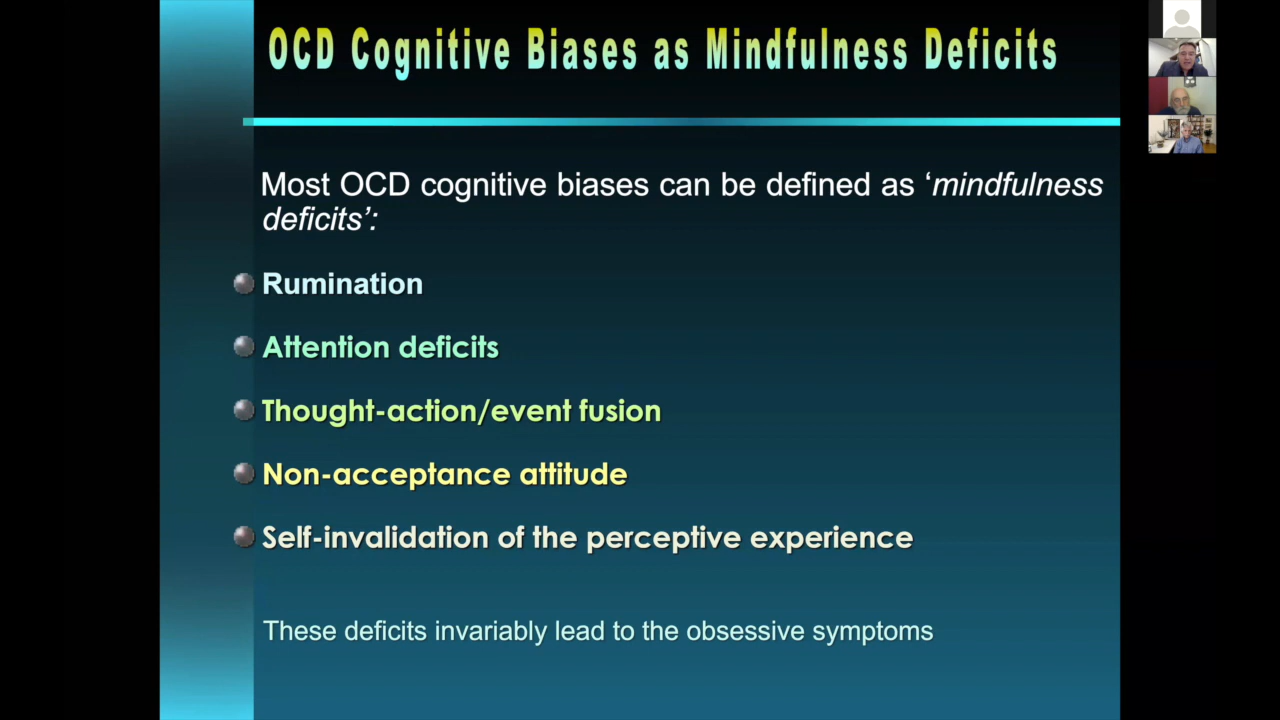 OCD Cognitive Biases as Mindfulness Deficits
Most OCD cognitive biases can be defined as ‘mindfulness
deficits’:
Rumination
Attention deficits
Thought-action/event fusion
Non-acceptance attitude
Self-invalidation of the perceptive experience
These deficits invariably lead to the obsessive symptoms